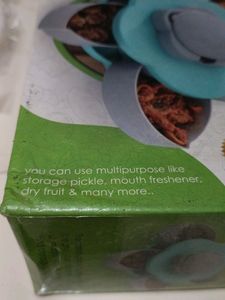 you can use multipurpose like
storage pickle, mouth freshener,
dry fruit & many more..